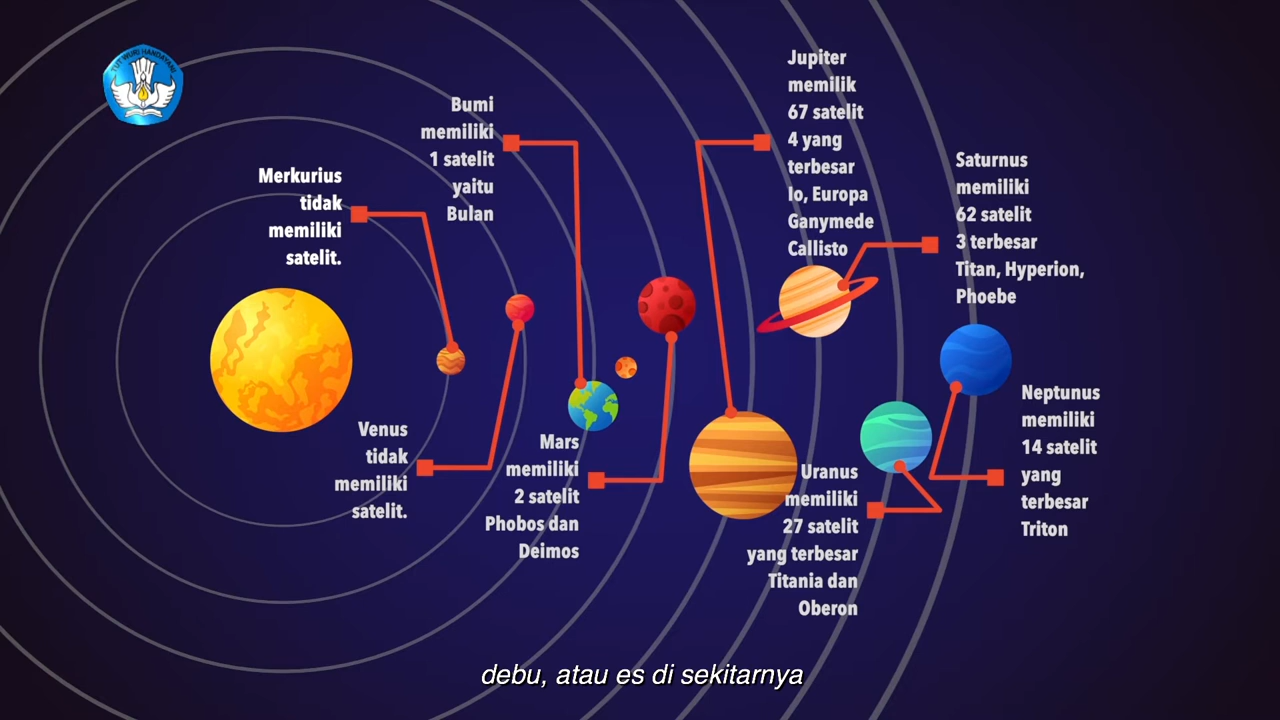 TUT WURI HANDAYANI
Merkurius
tidak
memiliki
satelit.
Venus
tidak
memiliki
satelit.
Bumi
memiliki
1 satelit
yaitu
Bulan
Mars
memiliki
2 satelit
Phobos dan
Deimos
Jupiter
memilik
67 satelit
4 yang
terbesar
Io, Europa
Ganymede
Callisto
Saturnus
memiliki
62 satelit
3 terbesar
Titan, Hyperion,
Phoebe
Uranus
memiliki
27 satelit
yang terbesar
Titania dan
Oberon
Neptunus
memiliki
14 satelit
yang
terbesar
Triton
debu, atau es di sekitarnya